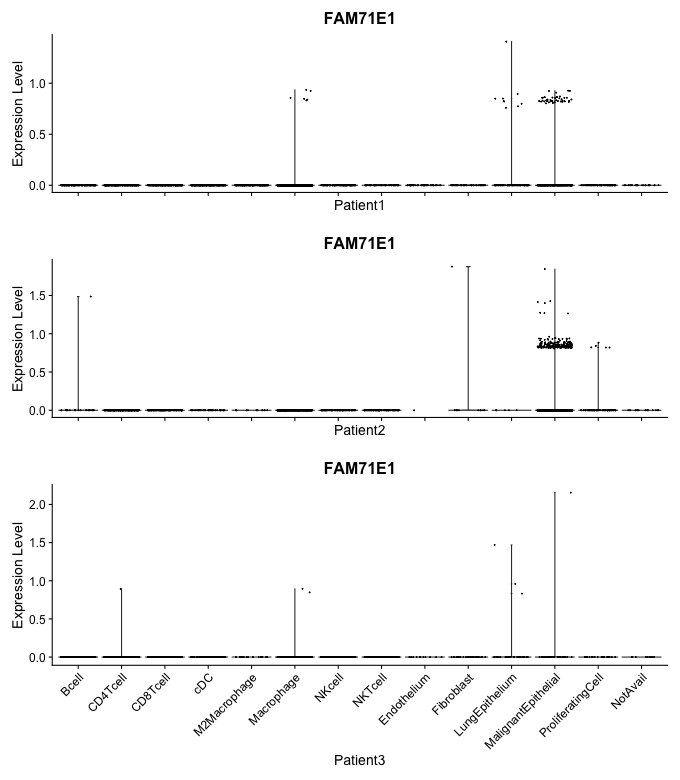 FAM71E1
Expression Level
1.0
0.5
0.0
Patient1
FAM71E1
Expression Level
1.5
1.0
0.5
0.0
Patient2
FAM71E1
Expression Level
2.0
1.5
1.0
0.5
0.0
Bcell
CD4Tcell
CD8Tcell
cDC
M2Macrophage
Macrophage
NKcell
NKTcell
Endothelium
Fibroblast
LungEpithelium
MalignantEpithelial
ProliferatingCell
NotAvail
Patient3